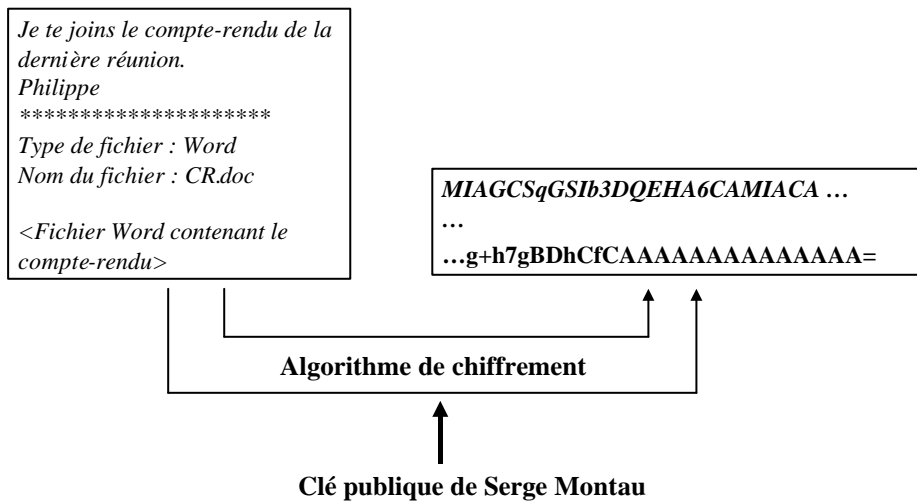 Je te joins le compte-rendu de la
dernière réunion.
Philippe
*********************
Type de fichier : Word
Nom du fichier : CR.doc
<Fichier Word contenant le
compte-rendu>
MIAGCSqGSIb3DQEHA6CAMIACA …
…
…g+h7gBDhCfCAAAAAAAAAAAAAA=
Algorithme de chiffrement
Clé publique de Serge Montau